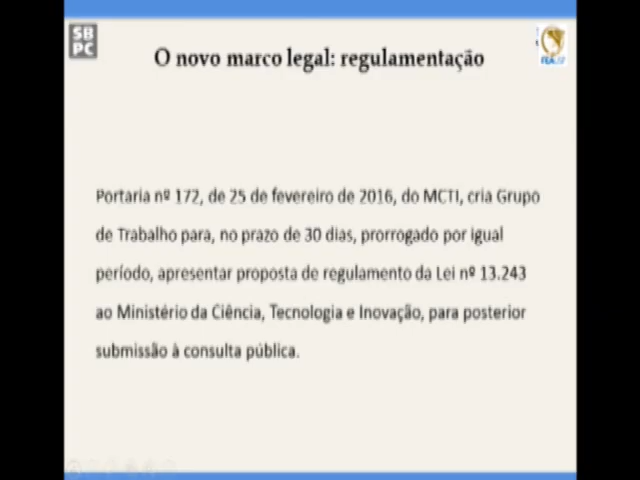 SB
PC
O novo marco legal: regulamentação
Portaria nº 172, de 25 de fevereiro de 2016, do MCTI, cria Grupo
de Trabalho para, no prazo de 30 dias, prorrogado por igual
período, apresentar proposta de regulamento da Lei nº 13.243
ao Ministério da Ciência, Tecnologia e Inovação, para posterior
submissão à consulta pública.